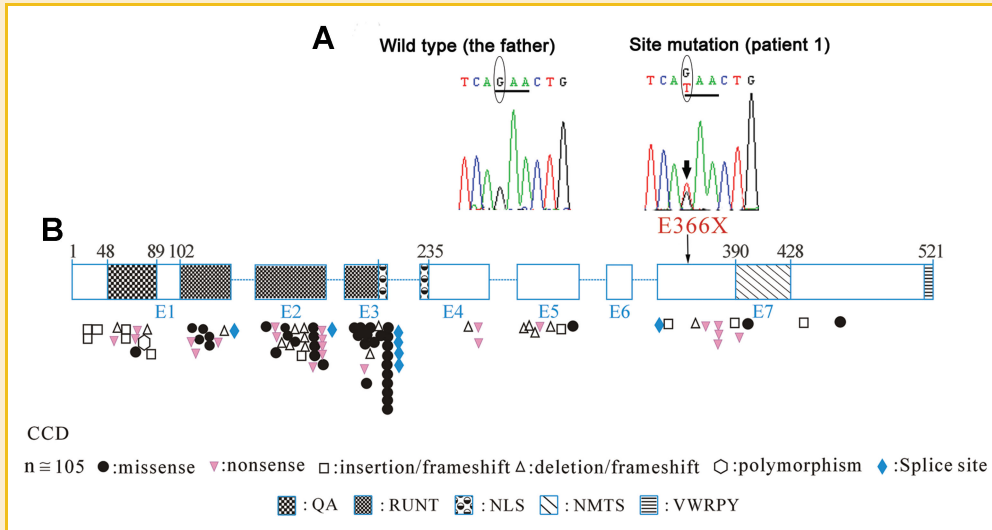 A
Wild type (the father)
Site mutation (patient 1)
T C A G A A C T G
T C A G A A C T G
T
E366X
B
1 48 89 102 235 390 428 521
E1 E2 E3 E4 E5 E6 E7
CCD
n ≅ 105 ●:missense ▼:nonsense □:insertion/frameshift △:deletion/frameshift ⬡:polymorphism ♦:Splice site
: QA : RUNT : NLS : NMTS : VWRPY